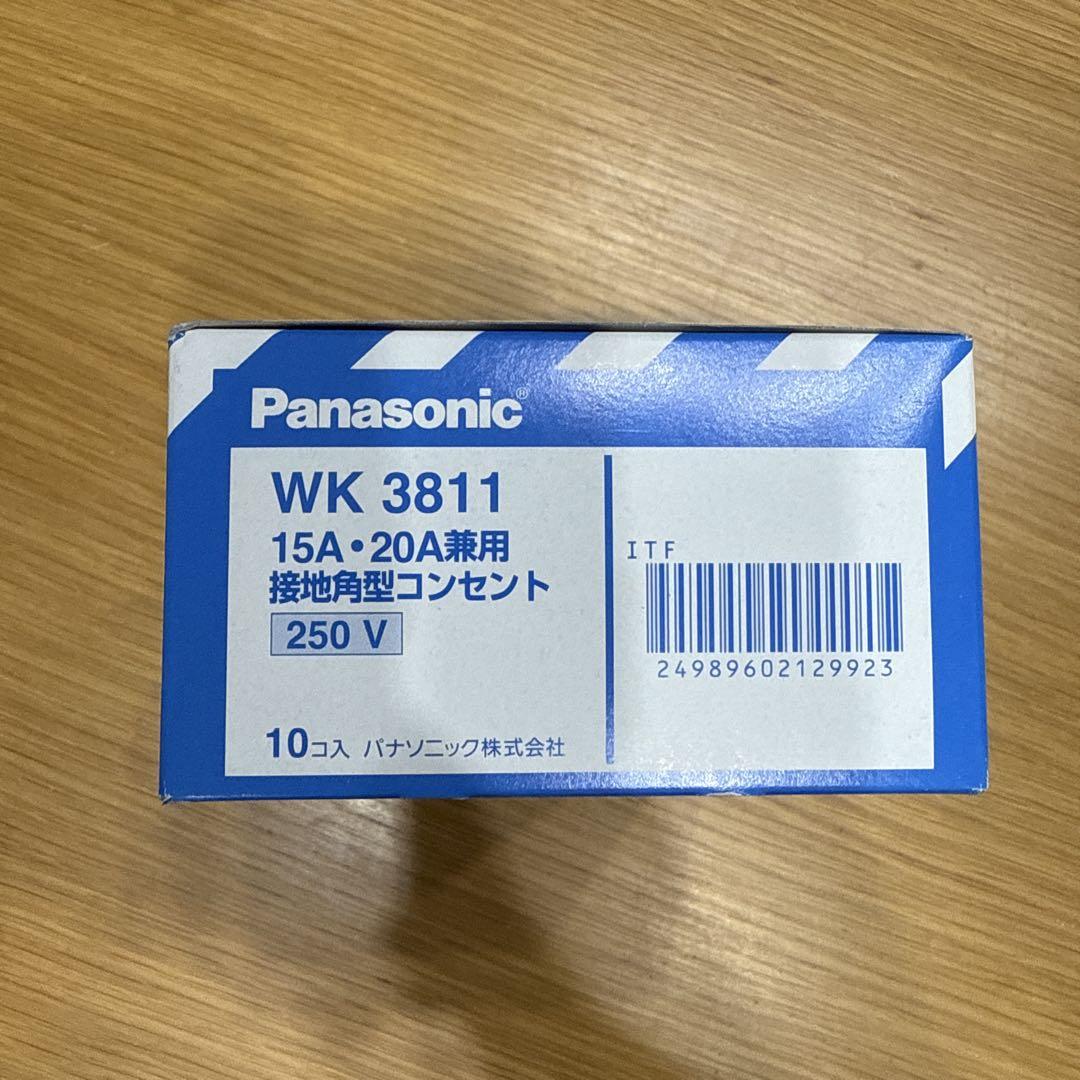 Panasonic®
WK 3811
15A・20A兼用
接地角型コンセント
250 V
10コ入 パナソニック株式会社
ITF
24989602129923